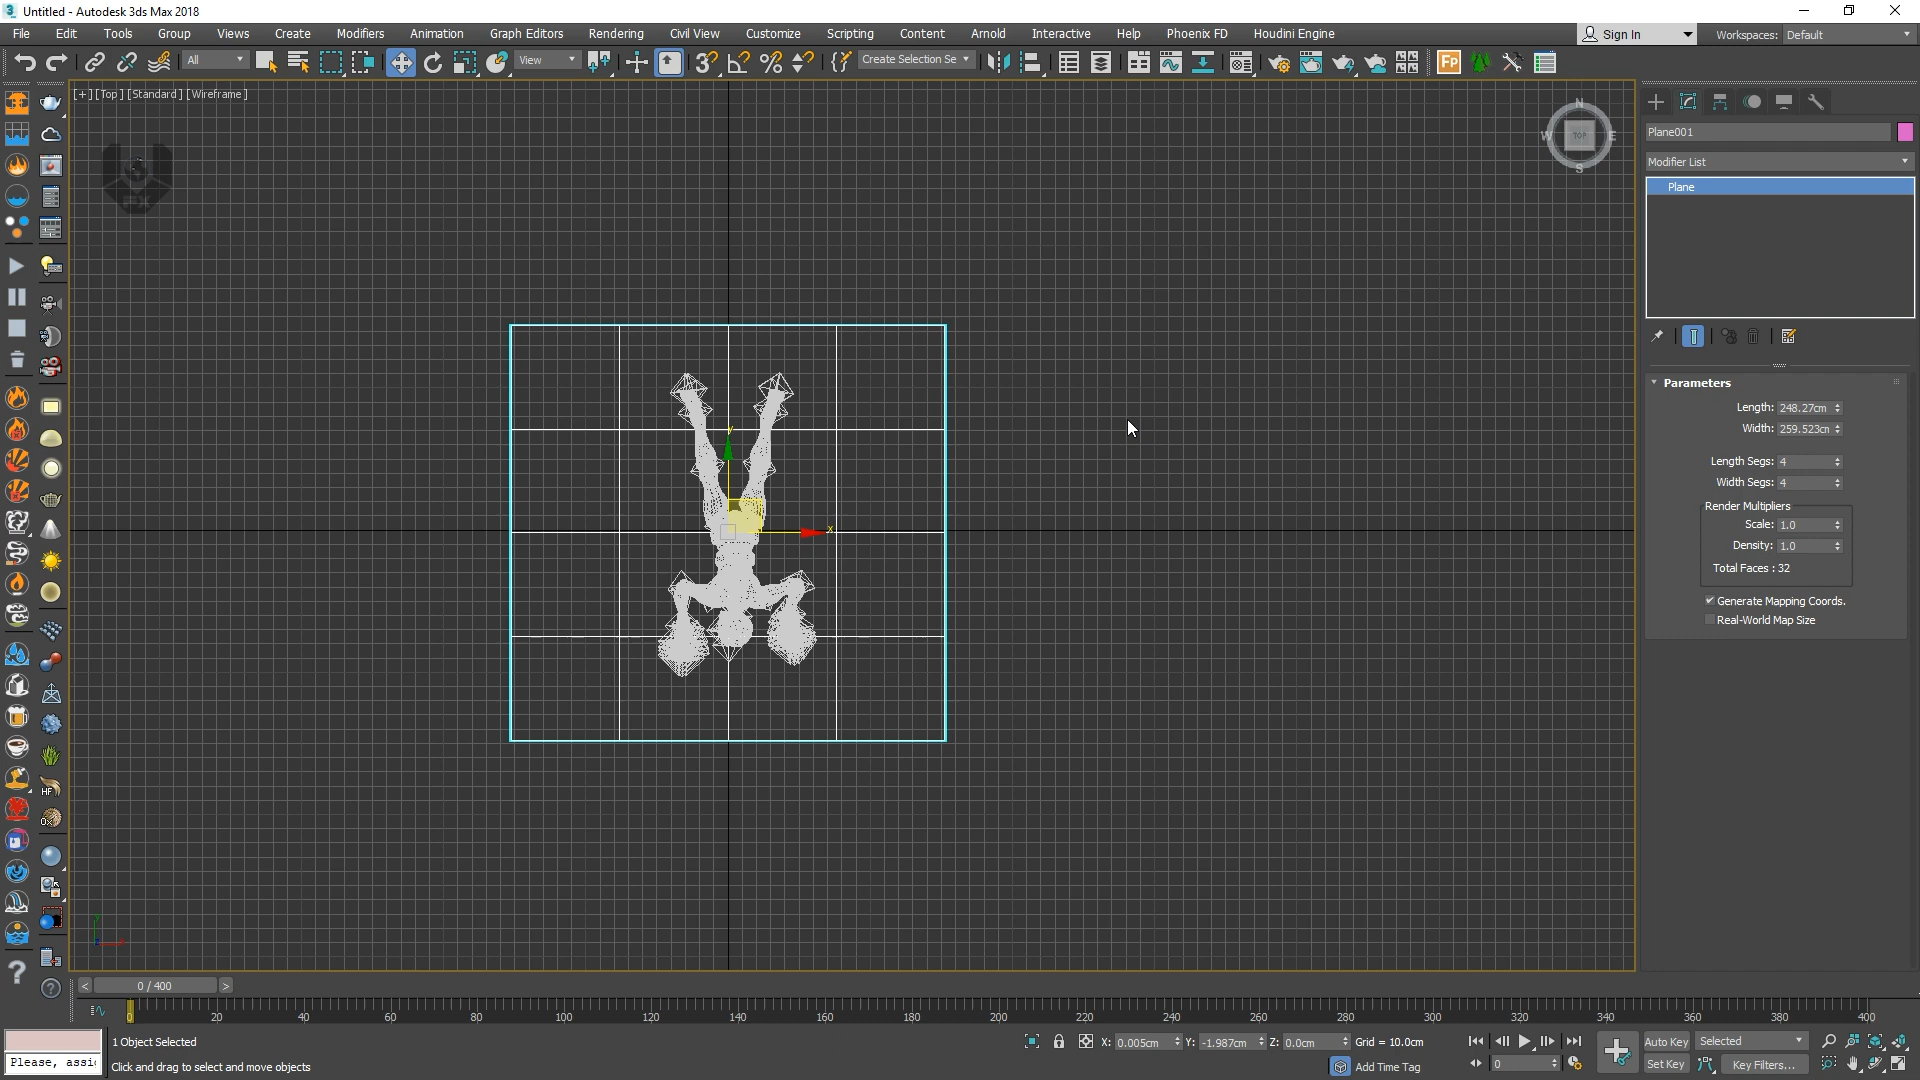 Untitled - Autodesk 3ds Max 2018
File Edit Tools Group Views Create Modifiers Animation Graph Editors Rendering Civil View Customize Scripting Content Arnold Interactive Help Phoenix FD Houdini Engine
Sign In Workspaces: Default
All View Create Selection Se Fp
[+] [Top ] [Standard ] [Wireframe ]
N
W TOP E
S
FX
Plane001
Modifier List
Plane
Parameters
Length: 248.27cm
Width: 259.523cm
Length Segs: 4
Width Segs: 4
Render Multipliers
Scale: 1.0
Density: 1.0
Total Faces : 32
Generate Mapping Coords.
Real-World Map Size
y
x
HF
Ox
< 0 / 400 >
0 20 40 60 80 100 120 140 160 180 200 220 240 260 280 300 320 340 360 380 400
1 Object Selected
X: 0.005cm Y: -1.987cm Z: 0.0cm Grid = 10.0cm
Auto Key Selected
Please, assi
Click and drag to select and move objects
Add Time Tag
0
Set Key Key Filters...